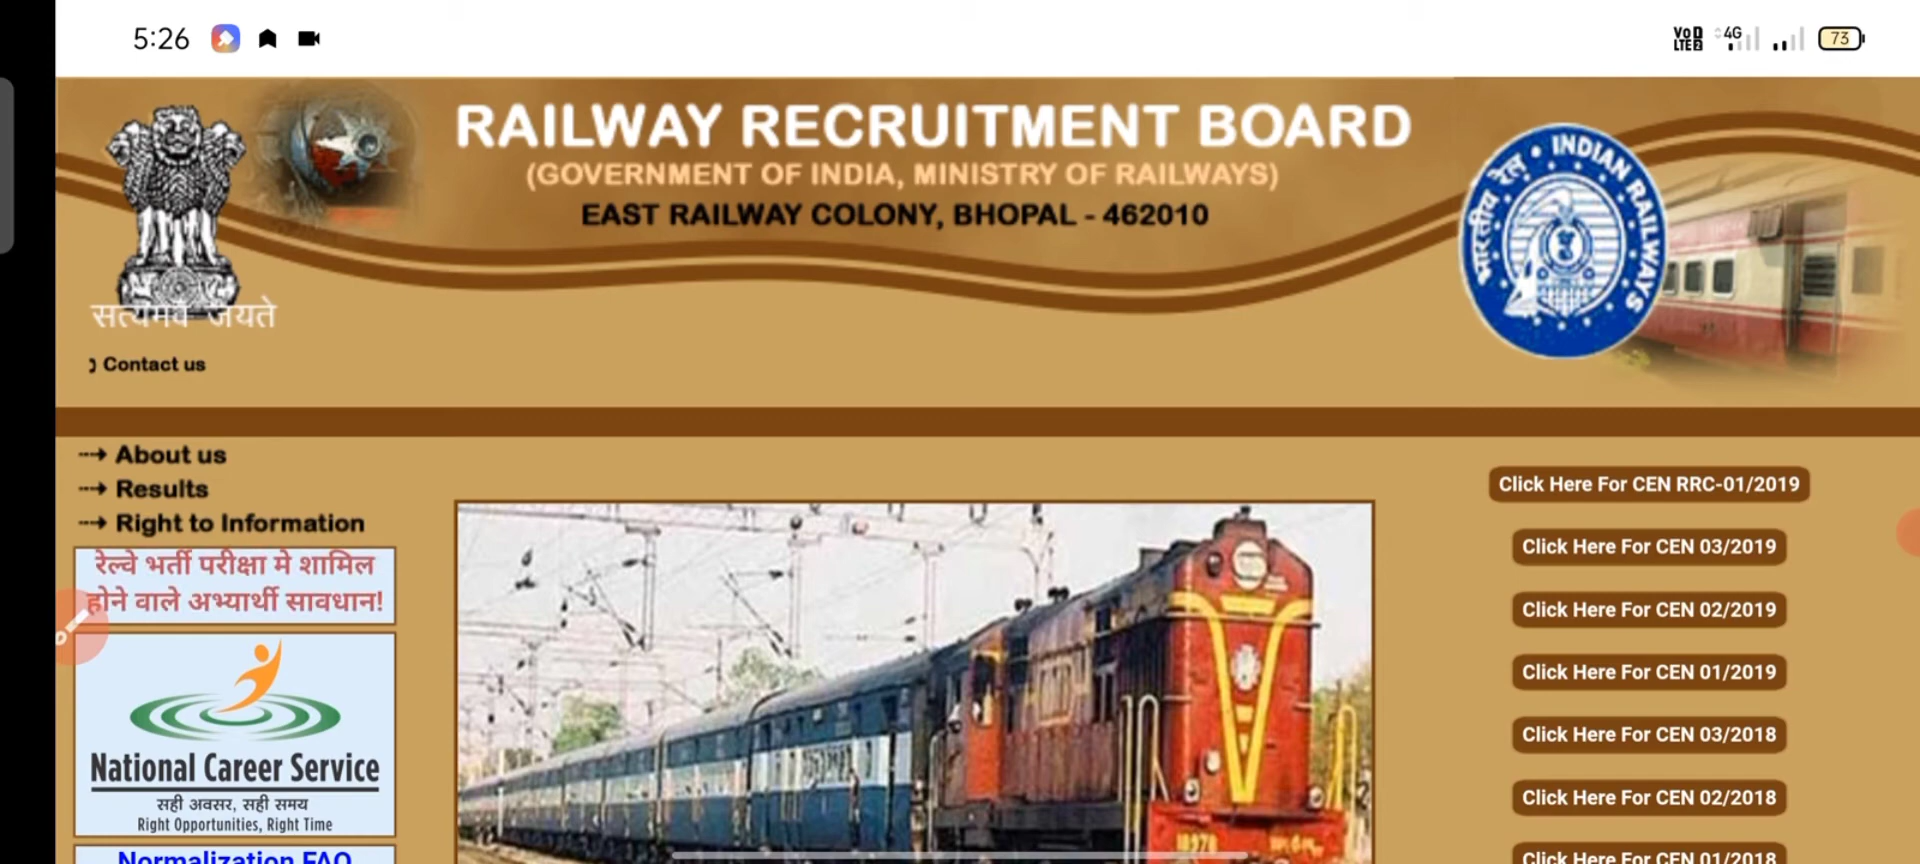 5:26
VoD LTE2 4G 73
RAILWAY RECRUITMENT BOARD
(GOVERNMENT OF INDIA, MINISTRY OF RAILWAYS)
EAST RAILWAY COLONY, BHOPAL - 462010
सत्यमेव जयते
भारतीय रेल • INDIAN RAILWAYS
Contact us
About us
Results
Right to Information
रेल्वे भर्ती परीक्षा मे शामिल
होने वाले अभ्यार्थी सावधान!
National Career Service
सही अवसर, सही समय
Right Opportunities, Right Time
Normalization FAQ
Click Here For CEN RRC-01/2019
Click Here For CEN 03/2019
Click Here For CEN 02/2019
Click Here For CEN 01/2019
Click Here For CEN 03/2018
Click Here For CEN 02/2018
Click Here For CEN 01/2018